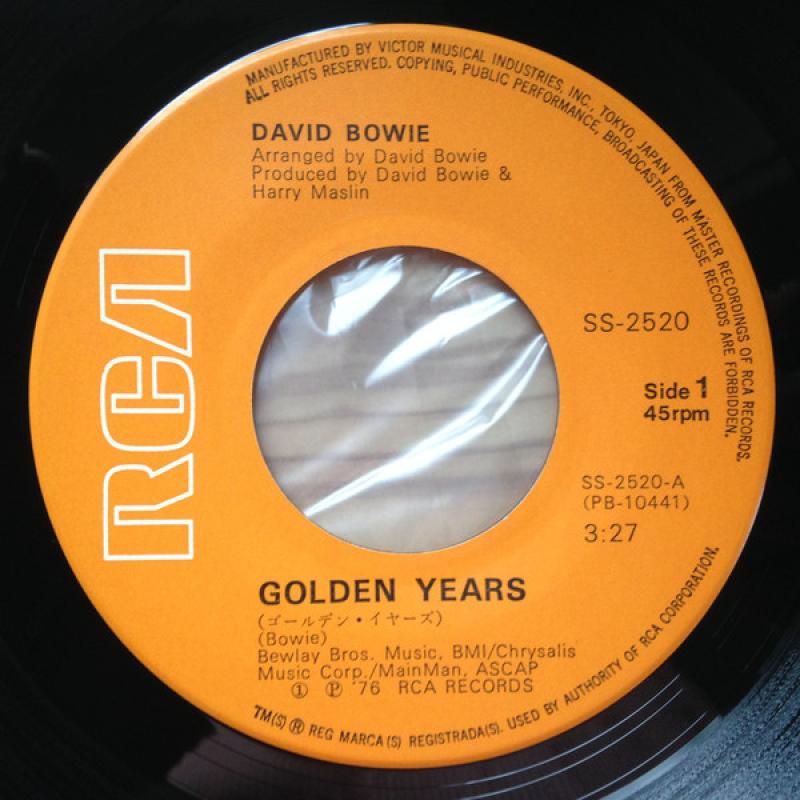 MANUFACTURED BY VICTOR MUSICAL INDUSTRIES, INC., TOKYO, JAPAN FROM MASTER RECORDINGS OF RCA RECORDS.
ALL RIGHTS RESERVED. COPYING, PUBLIC PERFORMANCE, BROADCASTING OF THESE RECORDS ARE FORBIDDEN.
DAVID BOWIE
Arranged by David Bowie
Produced by David Bowie &
Harry Maslin
RCA
SS-2520
Side 1
45rpm
SS-2520-A
(PB-10441)
3:27
GOLDEN YEARS
(ゴールデン・イヤーズ)
(Bowie)
Bewlay Bros. Music, BMI/Chrysalis
Music Corp./MainMan, ASCAP
① Ⓟ '76 RCA RECORDS
TM(S) ® REG MARCA(S) REGISTRADA(S). USED BY AUTHORITY OF RCA CORPORATION.